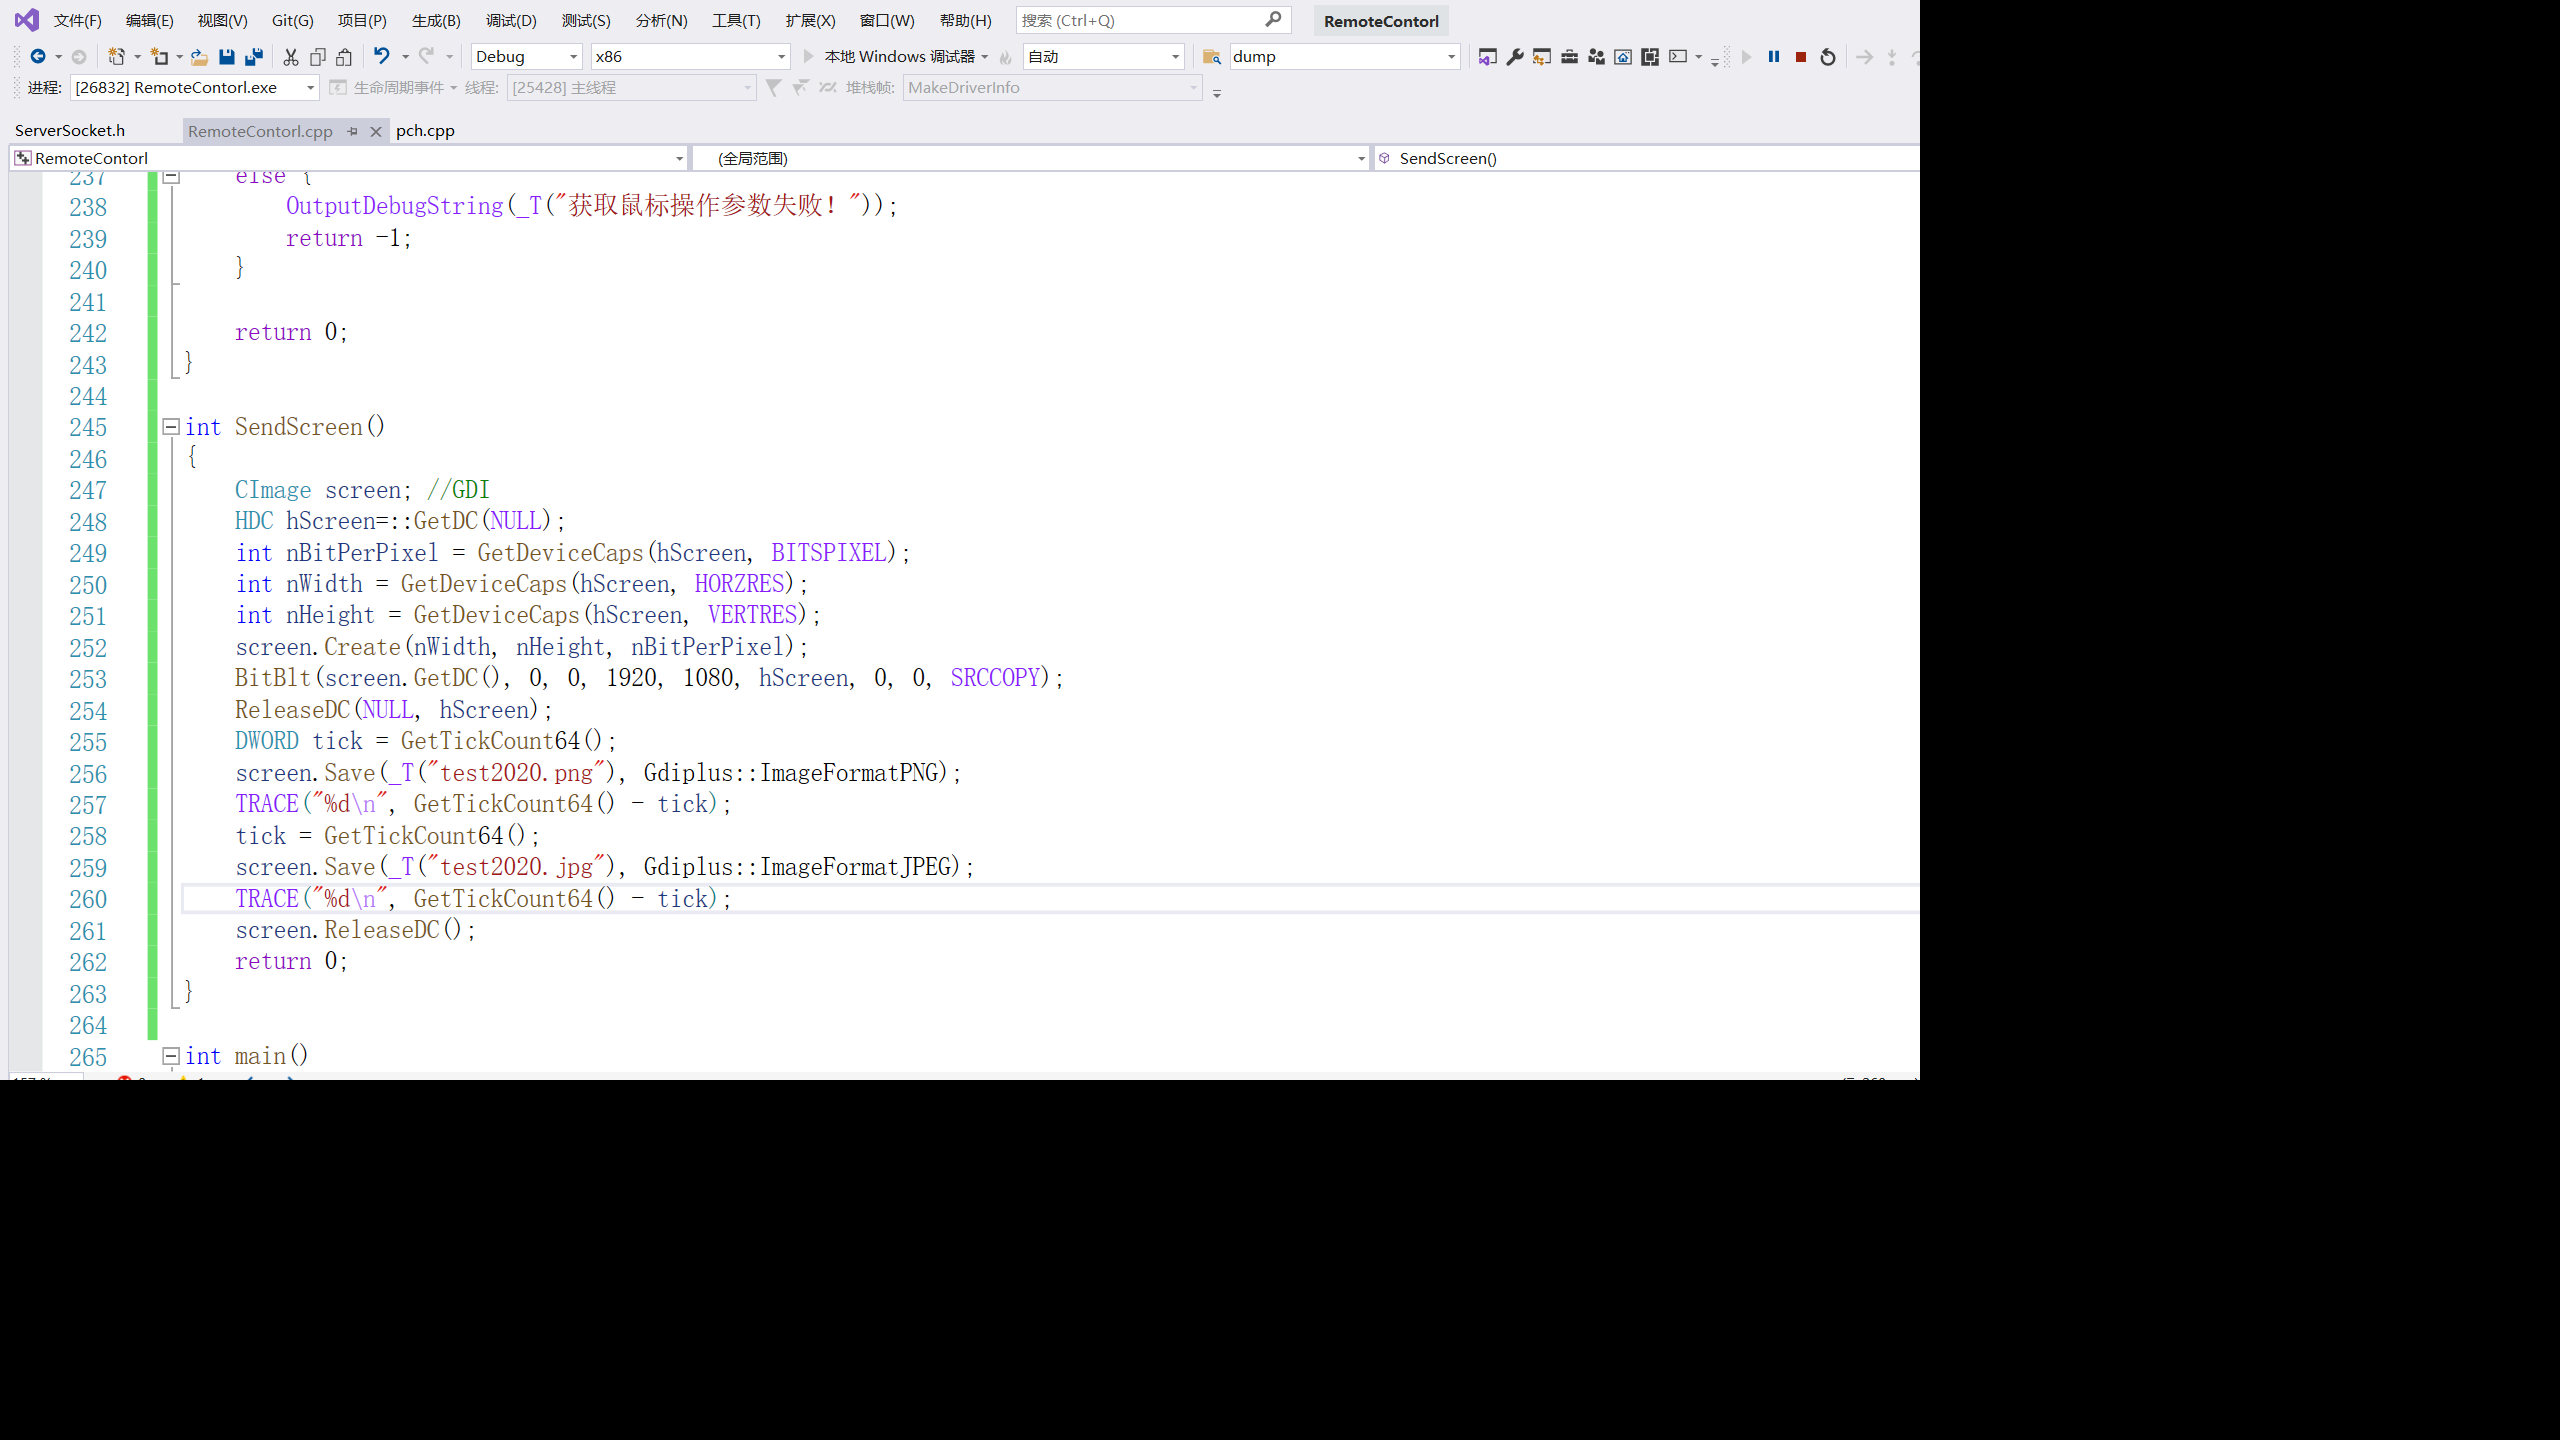 文件(F) 编辑(E) 视图(V) Git(G) 项目(P) 生成(B) 调试(D) 测试(S) 分析(N) 工具(T) 扩展(X) 窗口(W) 帮助(H) 搜索 (Ctrl+Q) RemoteContorl
Debug x86 本地 Windows 调试器 自动 dump
进程: [26832] RemoteContorl.exe 生命周期事件 线程: [25428] 主线程 堆栈帧: MakeDriverInfo
ServerSocket.h RemoteContorl.cpp pch.cpp
RemoteContorl (全局范围) SendScreen()
237 else {
238 OutputDebugString(_T("获取鼠标操作参数失败！"));
239 return -1;
240 }
241
242 return 0;
243 }
244
245 int SendScreen()
246 {
247 CImage screen; //GDI
248 HDC hScreen=::GetDC(NULL);
249 int nBitPerPixel = GetDeviceCaps(hScreen, BITSPIXEL);
250 int nWidth = GetDeviceCaps(hScreen, HORZRES);
251 int nHeight = GetDeviceCaps(hScreen, VERTRES);
252 screen.Create(nWidth, nHeight, nBitPerPixel);
253 BitBlt(screen.GetDC(), 0, 0, 1920, 1080, hScreen, 0, 0, SRCCOPY);
254 ReleaseDC(NULL, hScreen);
255 DWORD tick = GetTickCount64();
256 screen.Save(_T("test2020.png"), Gdiplus::ImageFormatPNG);
257 TRACE("%d\n", GetTickCount64() - tick);
258 tick = GetTickCount64();
259 screen.Save(_T("test2020.jpg"), Gdiplus::ImageFormatJPEG);
260 TRACE("%d\n", GetTickCount64() - tick);
261 screen.ReleaseDC();
262 return 0;
263 }
264
265 int main()